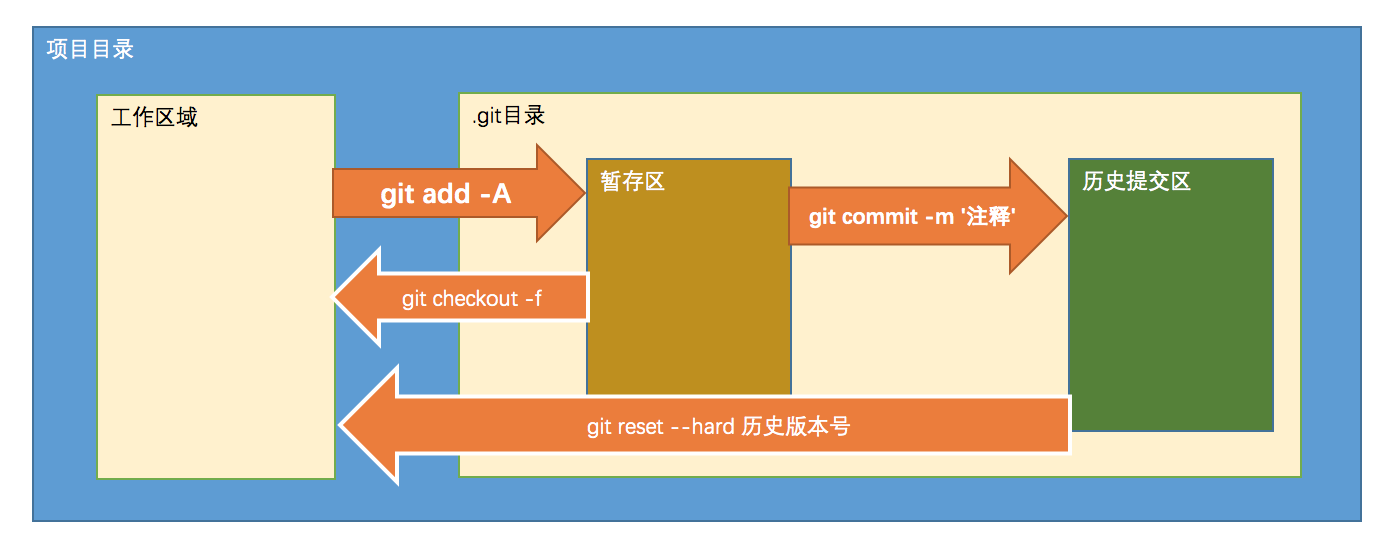 项目目录
工作区域
.git目录
git add -A
暂存区
git commit -m '注释'
历史提交区
git checkout -f
git reset --hard 历史版本号